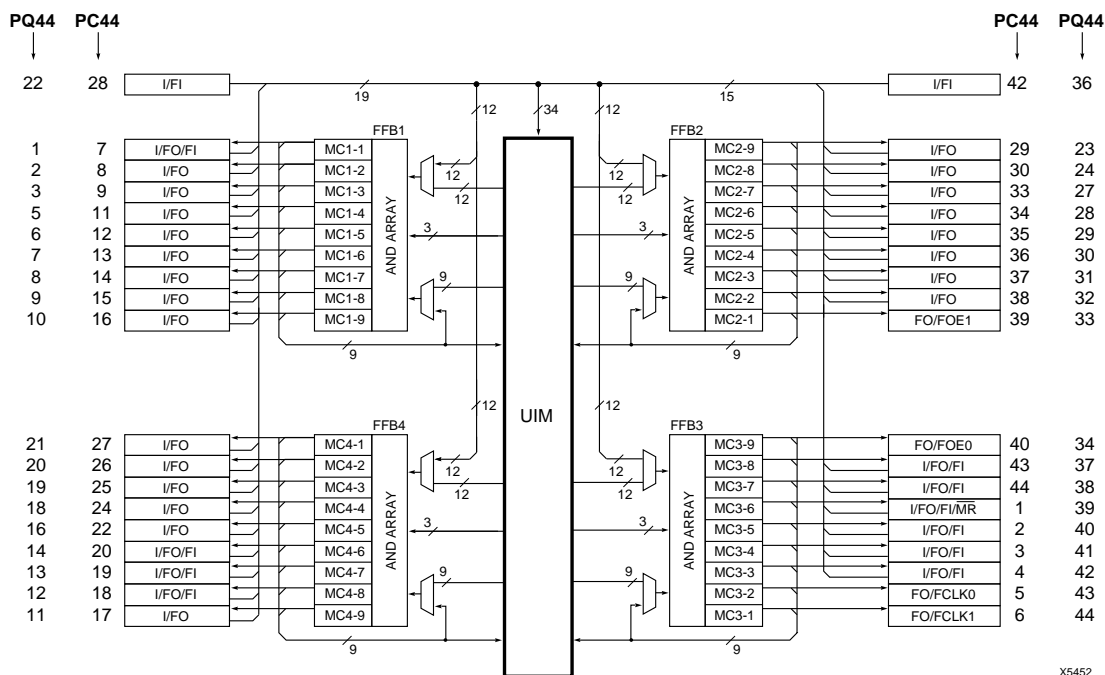 PQ44 PC44 PC44 PQ44
22 28 I/FI I/FI 42 36
19 15
12 34 12
FFB1 FFB2
1 7 I/FO/FI MC1-1 MC2-9 I/FO 29 23
12 12
2 8 I/FO MC1-2 MC2-8 I/FO 30 24
12 12
3 9 I/FO MC1-3 MC2-7 I/FO 33 27
5 11 I/FO MC1-4 MC2-6 I/FO 34 28
AND ARRAY AND ARRAY
6 12 I/FO MC1-5 3 3 MC2-5 I/FO 35 29
7 13 I/FO MC1-6 MC2-4 I/FO 36 30
8 14 I/FO MC1-7 9 9 MC2-3 I/FO 37 31
9 15 I/FO MC1-8 MC2-2 I/FO 38 32
10 16 I/FO MC1-9 MC2-1 FO/FOE1 39 33
9 9
12 UIM 12
FFB4 FFB3
21 27 I/FO MC4-1 MC3-9 FO/FOE0 40 34
20 26 I/FO MC4-2 12 12 MC3-8 I/FO/FI 43 37
19 25 I/FO MC4-3 12 12 MC3-7 I/FO/FI 44 38
18 24 I/FO MC4-4 MC3-6 I/FO/FI/M̅R̅ 1 39
AND ARRAY AND ARRAY
16 22 I/FO MC4-5 3 3 MC3-5 I/FO/FI 2 40
14 20 I/FO/FI MC4-6 MC3-4 I/FO/FI 3 41
13 19 I/FO/FI MC4-7 9 9 MC3-3 I/FO/FI 4 42
12 18 I/FO/FI MC4-8 MC3-2 FO/FCLK0 5 43
11 17 I/FO MC4-9 MC3-1 FO/FCLK1 6 44
9 9
X5452